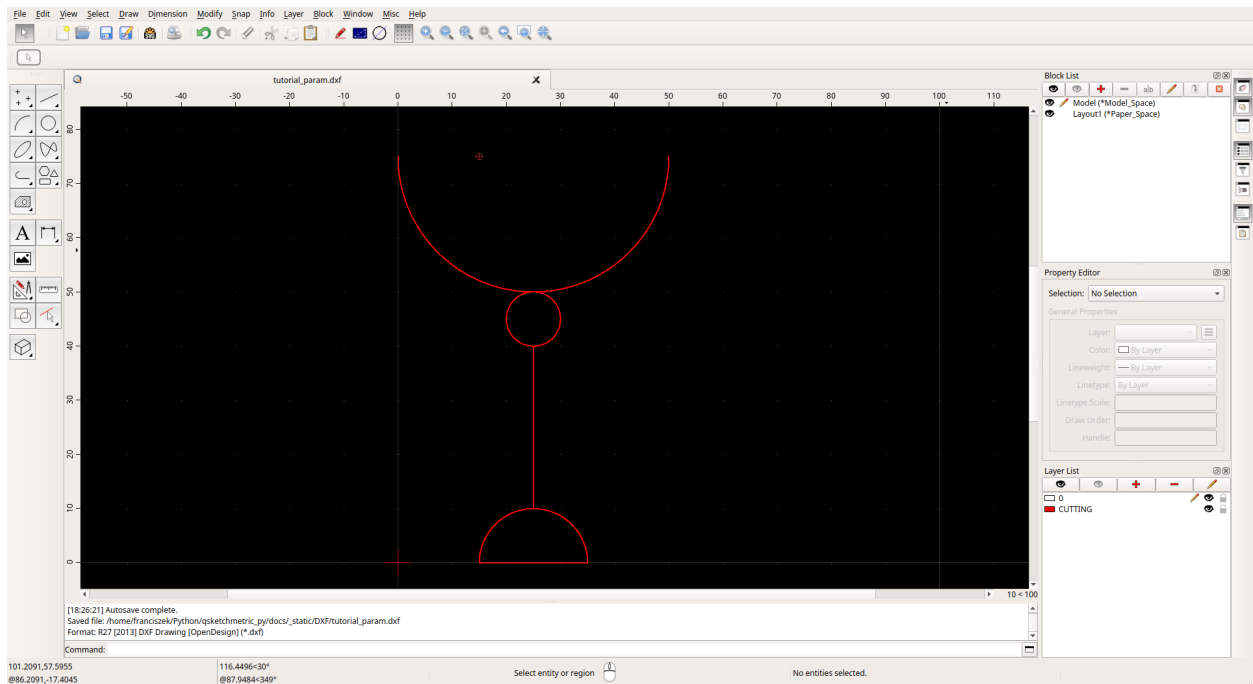 File Edit View Select Draw Dimension Modify Snap Info Layer Block Window Misc Help
tutorial_param.dxf
-50 -40 -30 -20 -10 0 10 20 30 40 50 60 70 80 90 100 110
80
70
60
50
40
30
20
10
0
10 < 100
[18:26:21] Autosave complete.
Saved file: /home/franciszek/Python/qsketchmetric_py/docs/_static/DXF/tutorial_param.dxf
Format: R27 [2013] DXF Drawing [OpenDesign] (*.dxf)
Command:
101.2091,57.5955
@86.2091,-17.4045
116.4496<30°
@87.9484<349°
Select entity or region
No entities selected.
Block List
a|b
Model (*Model_Space)
Layout1 (*Paper_Space)
Property Editor
Selection: No Selection
General Properties
Layer:
Color: By Layer
Lineweight: By Layer
Linetype: By Layer
Linetype Scale:
Draw Order:
Handle:
Layer List
0
CUTTING
A